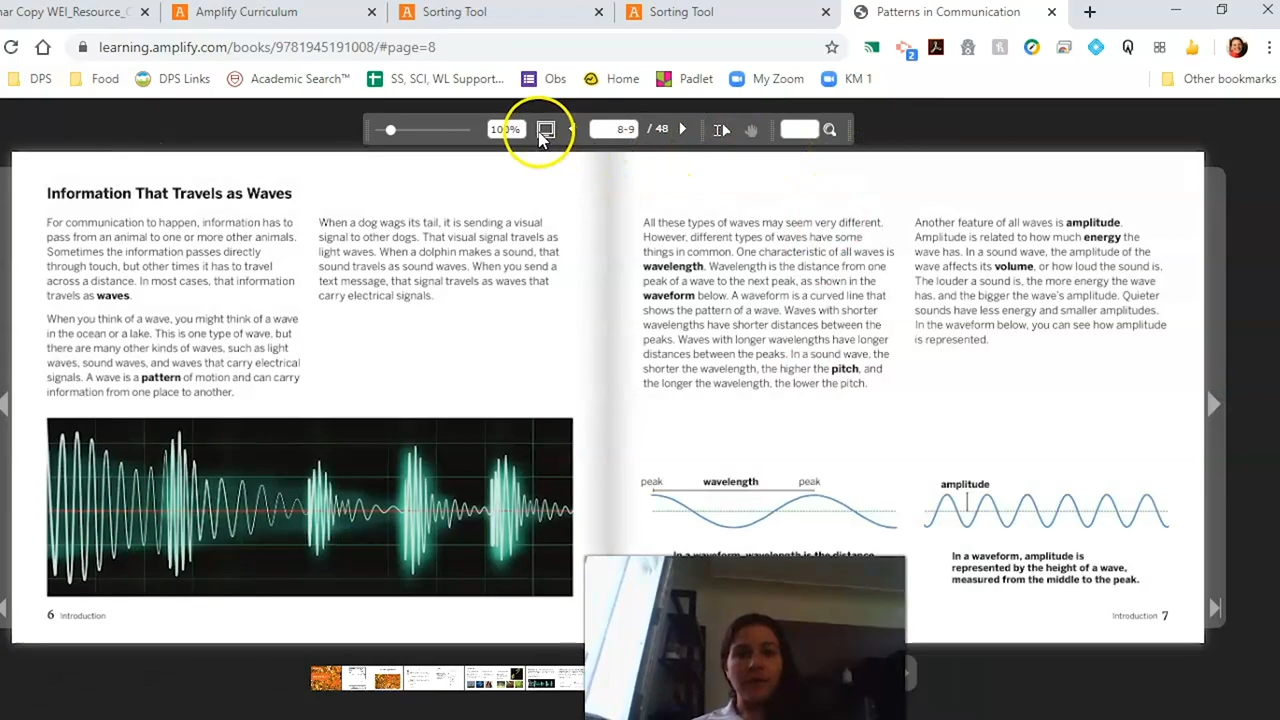 har Copy WEI_Resource_C
Amplify Curriculum
Sorting Tool
Sorting Tool
Patterns in Communication
learning.amplify.com/books/9781945191008/#page=8
2
DPS
Food
DPS Links
Academic Search™
SS, SCI, WL Support...
Obs
Home
Padlet
My Zoom
KM 1
Other bookmarks
100%
8-9
/ 48
Information That Travels as Waves
For communication to happen, information has to
pass from an animal to one or more other animals.
Sometimes the information passes directly
through touch, but other times it has to travel
across a distance. In most cases, that information
travels as waves.
When you think of a wave, you might think of a wave
in the ocean or a lake. This is one type of wave, but
there are many other kinds of waves, such as light
waves, sound waves, and waves that carry electrical
signals. A wave is a pattern of motion and can carry
information from one place to another.
When a dog wags its tail, it is sending a visual
signal to other dogs. That visual signal travels as
light waves. When a dolphin makes a sound, that
sound travels as sound waves. When you send a
text message, that signal travels as waves that
carry electrical signals.
6 Introduction
All these types of waves may seem very different.
However, different types of waves have some
things in common. One characteristic of all waves is
wavelength. Wavelength is the distance from one
peak of a wave to the next peak, as shown in the
waveform below. A waveform is a curved line that
shows the pattern of a wave. Waves with shorter
wavelengths have shorter distances between the
peaks. Waves with longer wavelengths have longer
distances between the peaks. In a sound wave, the
shorter the wavelength, the higher the pitch, and
the longer the wavelength, the lower the pitch.
peak wavelength peak
In a waveform, wavelength is the distance
Another feature of all waves is amplitude.
Amplitude is related to how much energy the
wave has. In a sound wave, the amplitude of the
wave affects its volume, or how loud the sound is.
The louder a sound is, the more energy the wave
has, and the bigger the wave's amplitude. Quieter
sounds have less energy and smaller amplitudes.
In the waveform below, you can see how amplitude
is represented.
amplitude
In a waveform, amplitude is
represented by the height of a wave,
measured from the middle to the peak.
Introduction 7